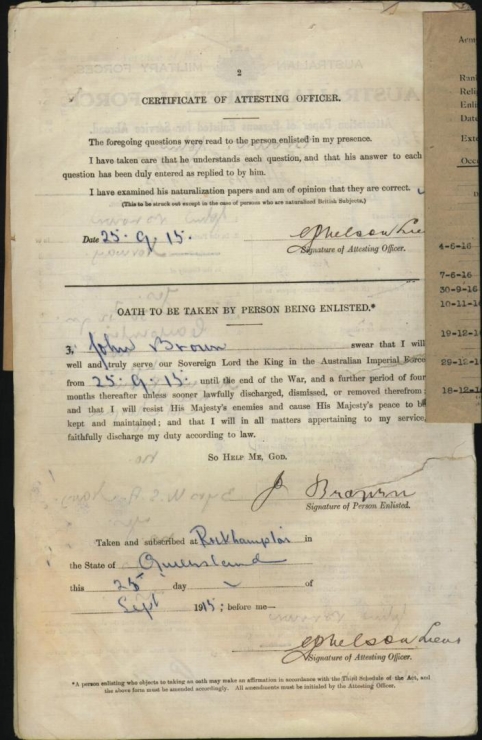 2
CERTIFICATE OF ATTESTING OFFICER.
The foregoing questions were read to the person enlisted in my presence.
I have taken care that he understands each question, and that his answer to each
question has been duly entered as replied to by him.
I have examined his naturalization papers and am of opinion that they are correct.
(This to be struck out except in the case of persons who are naturalized British Subjects.)
Date 25. 9. 15.
Signature of Attesting Officer.
OATH TO BE TAKEN BY PERSON BEING ENLISTED.*
John Brown swear that I will
well and truly serve our Sovereign Lord the King in the Australian Imperial Force
from 25. 9. 15. until the end of the War, and a further period of four
months thereafter unless sooner lawfully discharged, dismissed, or removed therefrom;
and that I will resist His Majesty's enemies and cause His Majesty's peace to be
kept and maintained; and that I will in all matters appertaining to my service,
faithfully discharge my duty according to law.
SO HELP ME, GOD.
J Brown
Signature of Person Enlisted.
Taken and subscribed at Rockhampton in
the State of Queensland
this 25 day of
Sept 1915; before me—
Signature of Attesting Officer.
*A person enlisting who objects to taking an oath may make an affirmation in accordance with the Third Schedule of the Act, and
the above form must be amended accordingly. All amendments must be initialed by the Attesting Officer.
Date
4-6-16
7-6-16
30-9-16
10-11-16
19-12-16
29-12-16
18-12-16